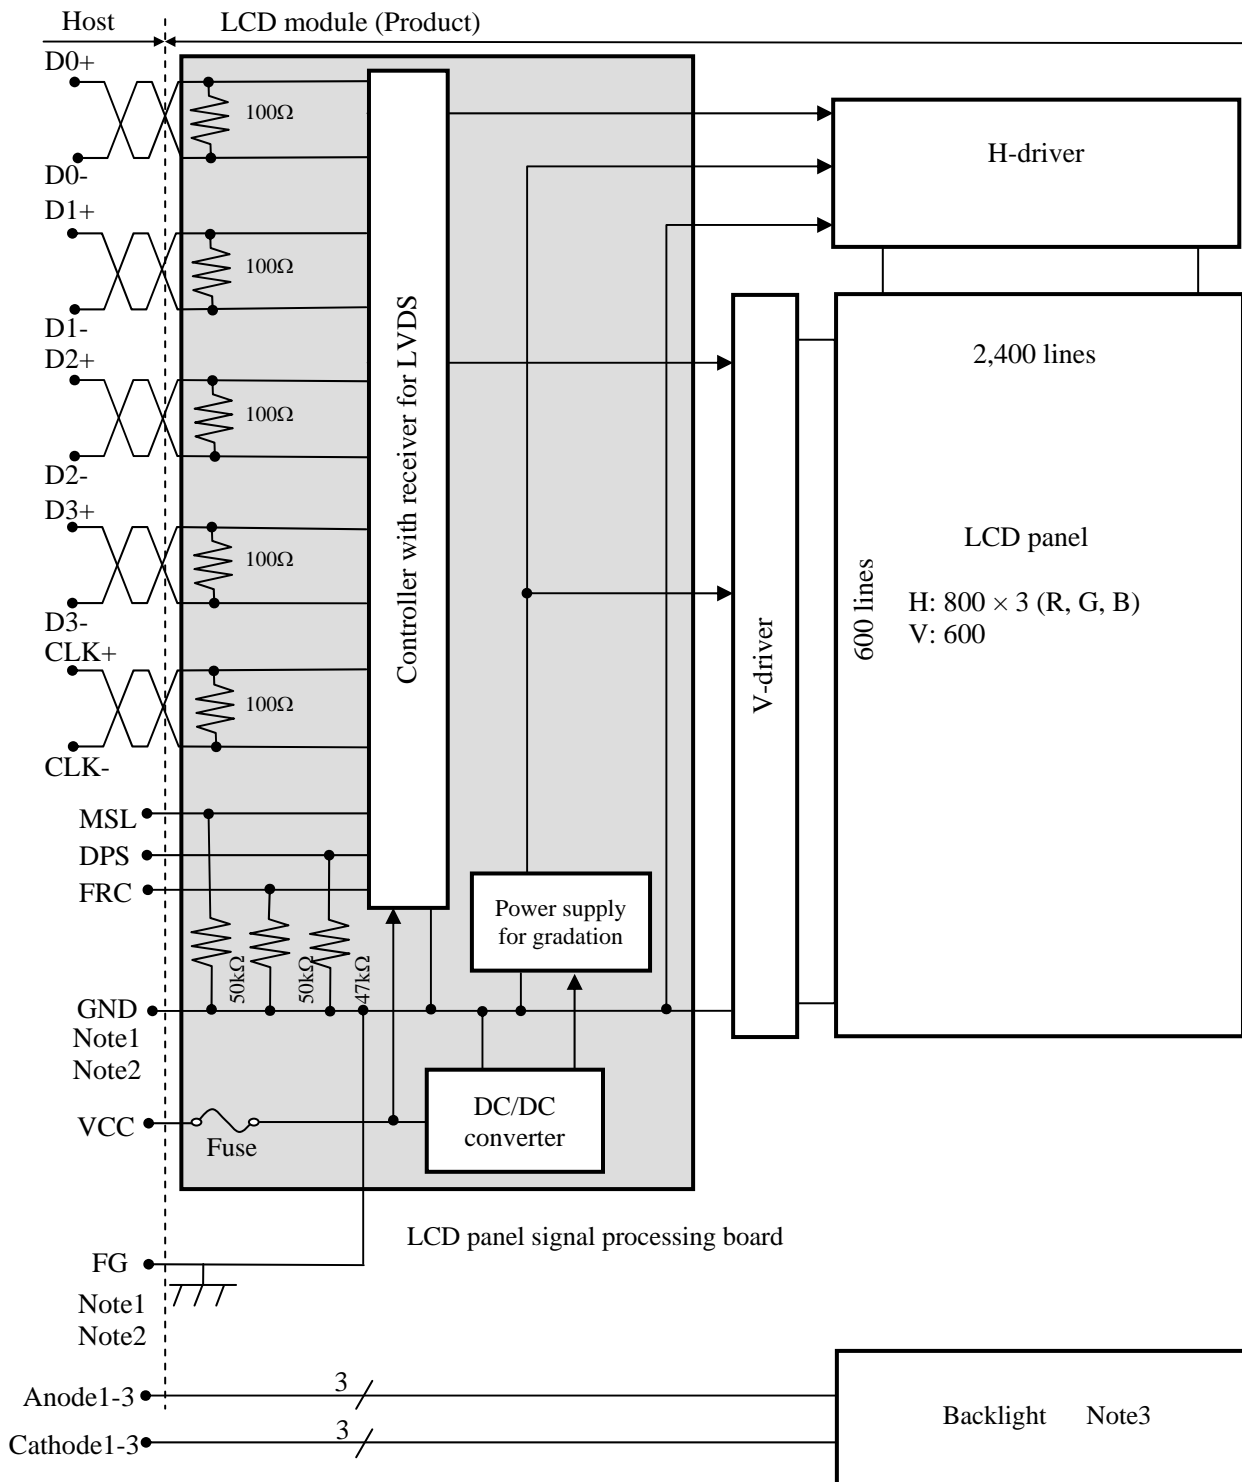 Host
LCD module (Product)
D0+
100Ω
D0-
H-driver
D1+
100Ω
D1-
D2+
100Ω
D2-
D3+
100Ω
D3-
CLK+
100Ω
CLK-
Controller with receiver for LVDS
2,400 lines
600 lines
LCD panel
H: 800 × 3 (R, G, B)
V: 600
V-driver
MSL
DPS
FRC
50kΩ
50kΩ
47kΩ
Power supply
for gradation
GND
Note1
Note2
VCC
Fuse
DC/DC
converter
LCD panel signal processing board
FG
Note1
Note2
Anode1-3
3
Cathode1-3
3
Backlight Note3